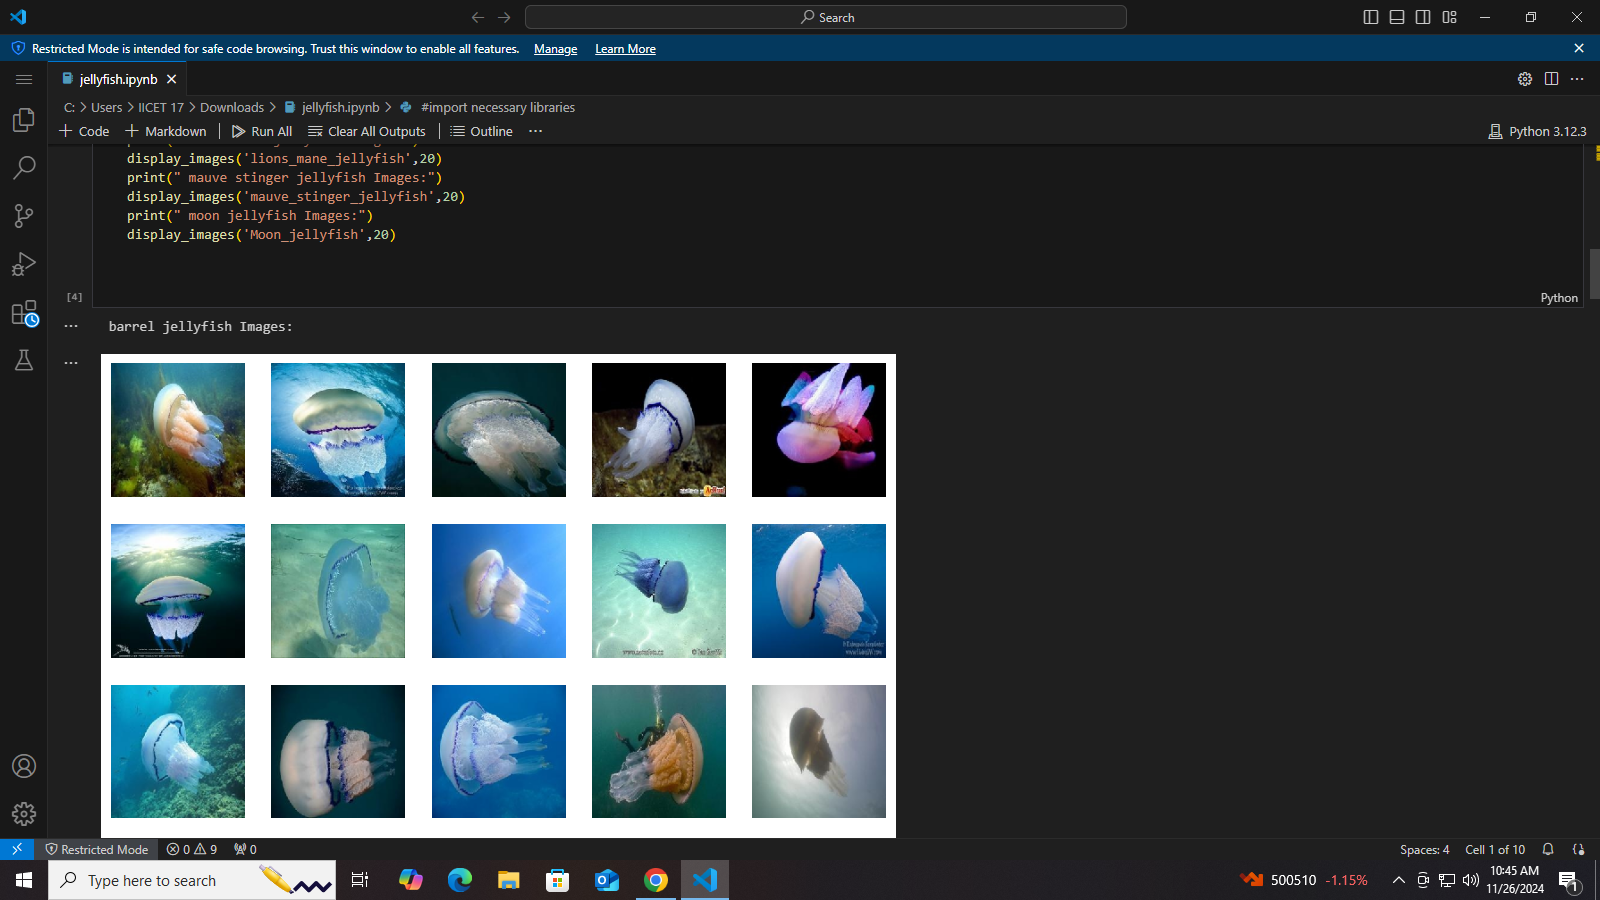 Search
Restricted Mode is intended for safe code browsing. Trust this window to enable all features. Manage Learn More
jellyfish.ipynb
C: > Users > IICET 17 > Downloads > jellyfish.ipynb > #import necessary libraries
+ Code + Markdown | Run All Clear All Outputs | Outline ... Python 3.12.3
display_images('lions_mane_jellyfish',20)
print(" mauve stinger jellyfish Images:")
display_images('mauve_stinger_jellyfish',20)
print(" moon jellyfish Images:")
display_images('Moon_jellyfish',20)
[4]
Python
barrel jellyfish Images:
Restricted Mode 0 9 0 Spaces: 4 Cell 1 of 10
Type here to search
500510 -1.15%
10:45 AM
11/26/2024
1